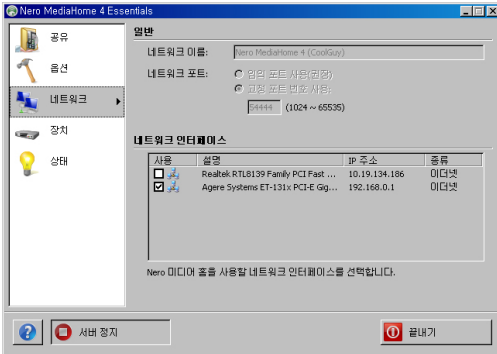 Nero MediaHome 4 Essentials
공유
옵션
네트워크
장치
상태
일반
네트워크 이름: Nero MediaHome 4 (CoolGuy)
네트워크 포트: 임의 포트 사용(권장)
고정 포트 번호 사용:
54444 (1024 ~ 65535)
네트워크 인터페이스
사용 설명 IP 주소 종류
Realtek RTL8139 Family PCI Fast ... 10.19.134.186 이더넷
Agere Systems ET-131x PCI-E Gig... 192.168.0.1 이더넷
Nero 미디어 홈을 사용할 네트워크 인터페이스를 선택합니다.
서버 정지
끝내기